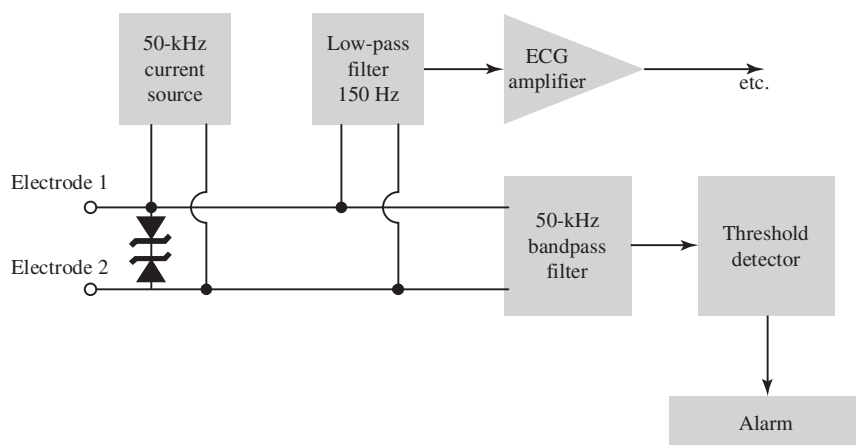 50-kHz
current
source
Low-pass
filter
150 Hz
ECG
amplifier
etc.
Electrode 1
Electrode 2
50-kHz
bandpass
filter
Threshold
detector
Alarm